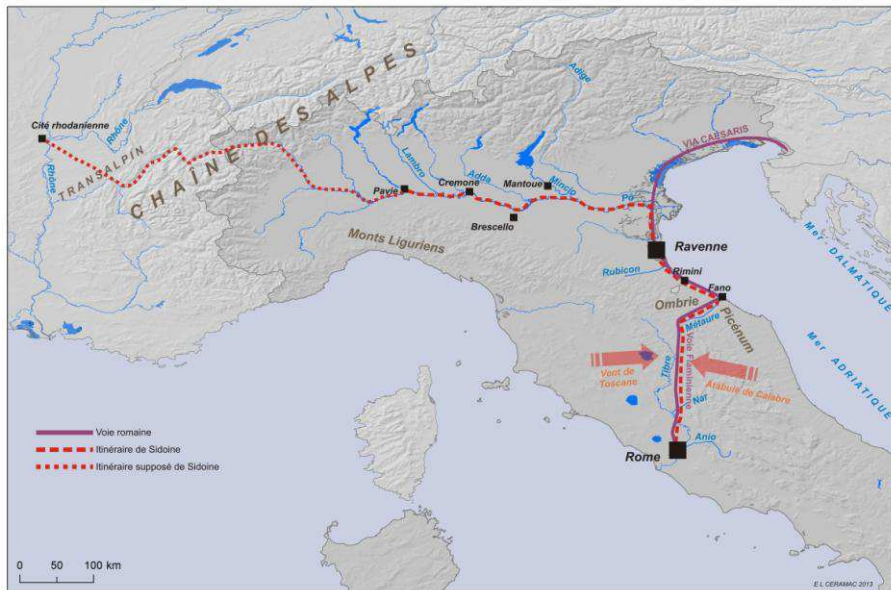 CHAÎNE DES ALPES
Adige
Cité rhodanienne
Rhône
VIA CAESARIS
Rhône
TRANSALPIN
Lambro
Adda
Mantoue
Mincio
Pavie
Cremone
Pô
Brescello
Monts Liguriens
Ravenne
Mer DALMATIQUE
Rubicon
Rimini
Fano
Ombrie
Métaure
Picénum
Mer ADRIATIQUE
Vent de
Toscane
Tibre
Voie Flaminienne
Atabule de Calabre
Nar
Voie romaine
Anio
Itinéraire de Sidoine
Rome
Itinéraire supposé de Sidoine
0 50 100 km
E L CERAMAC 2013